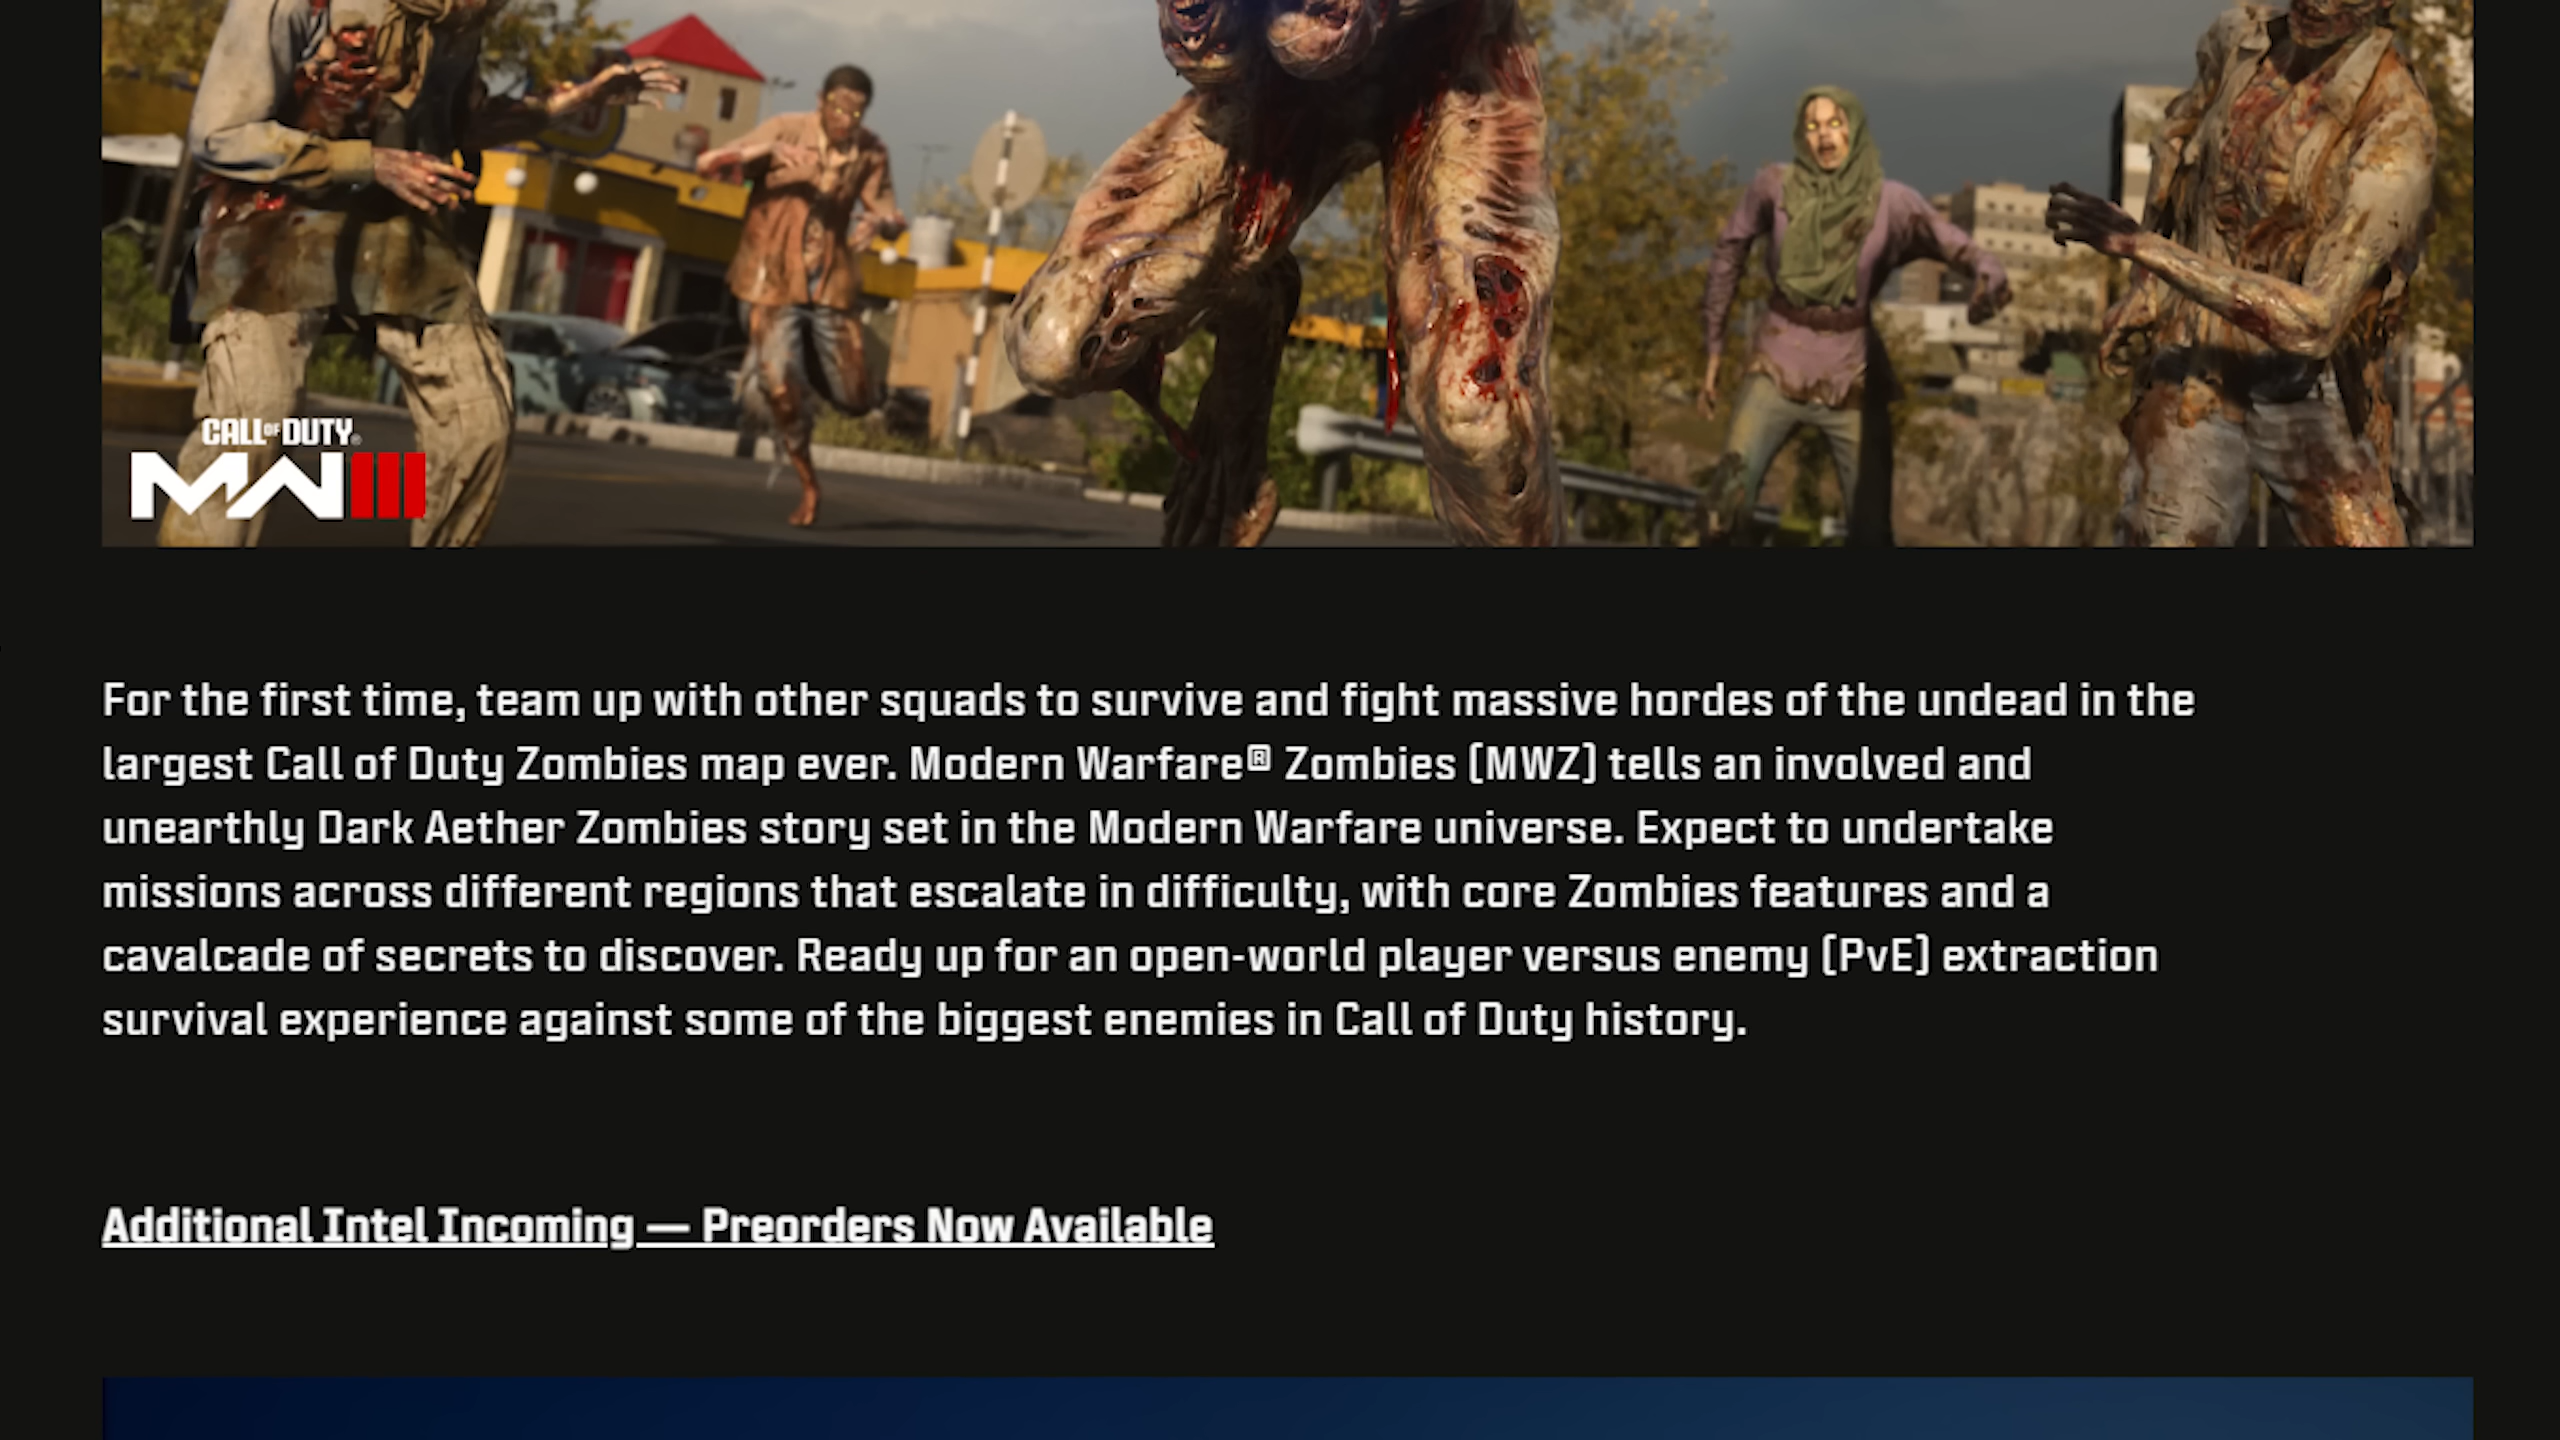 CALL OF DUTY®
MWIII
For the first time, team up with other squads to survive and fight massive hordes of the undead in the
largest Call of Duty Zombies map ever. Modern Warfare® Zombies (MWZ) tells an involved and
unearthly Dark Aether Zombies story set in the Modern Warfare universe. Expect to undertake
missions across different regions that escalate in difficulty, with core Zombies features and a
cavalcade of secrets to discover. Ready up for an open-world player versus enemy (PvE) extraction
survival experience against some of the biggest enemies in Call of Duty history.
Additional Intel Incoming — Preorders Now Available